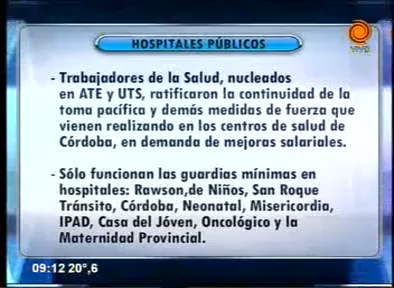 HOSPITALES PÚBLICOS
VIVO
- Trabajadores de la Salud, nucleados
en ATE y UTS, ratificaron la continuidad de la
toma pacífica y demás medidas de fuerza que
vienen realizando en los centros de salud de
Córdoba, en demanda de mejoras salariales.
- Sólo funcionan las guardias mínimas en
hospitales: Rawson,de Niños, San Roque
Tránsito, Córdoba, Neonatal, Misericordia,
IPAD, Casa del Jóven, Oncológico y la
Maternidad Provincial.
09:12 20°,6